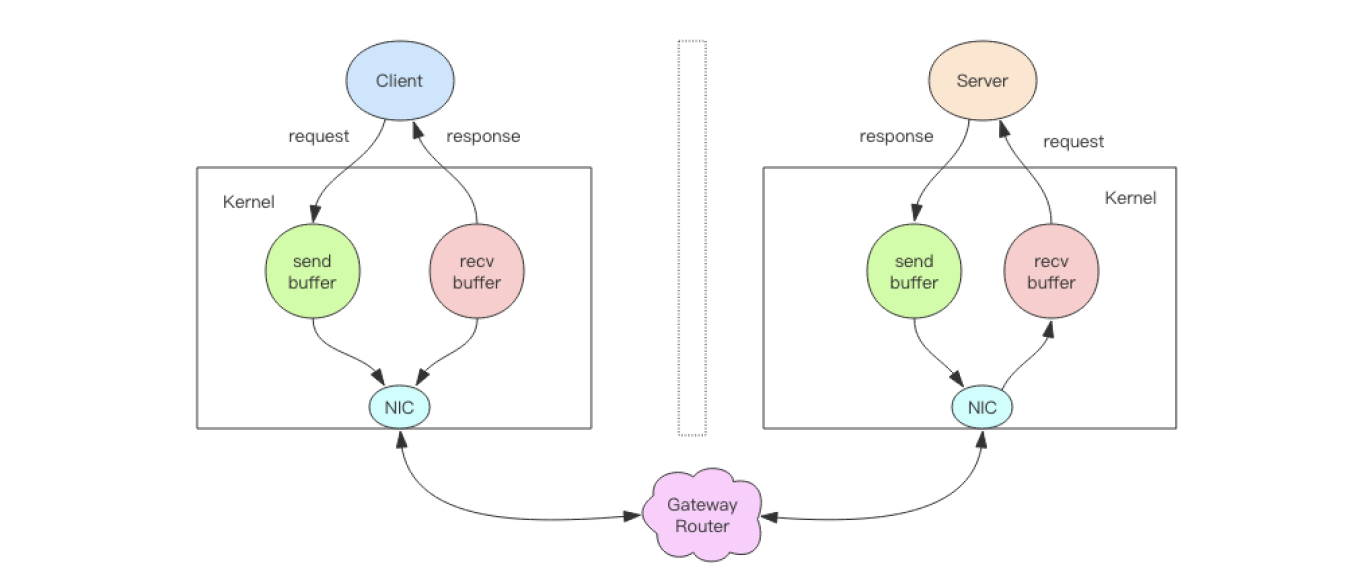 Client
Server
request
response
response
request
Kernel
Kernel
send
buffer
recv
buffer
send
buffer
recv
buffer
NIC
NIC
Gateway
Router